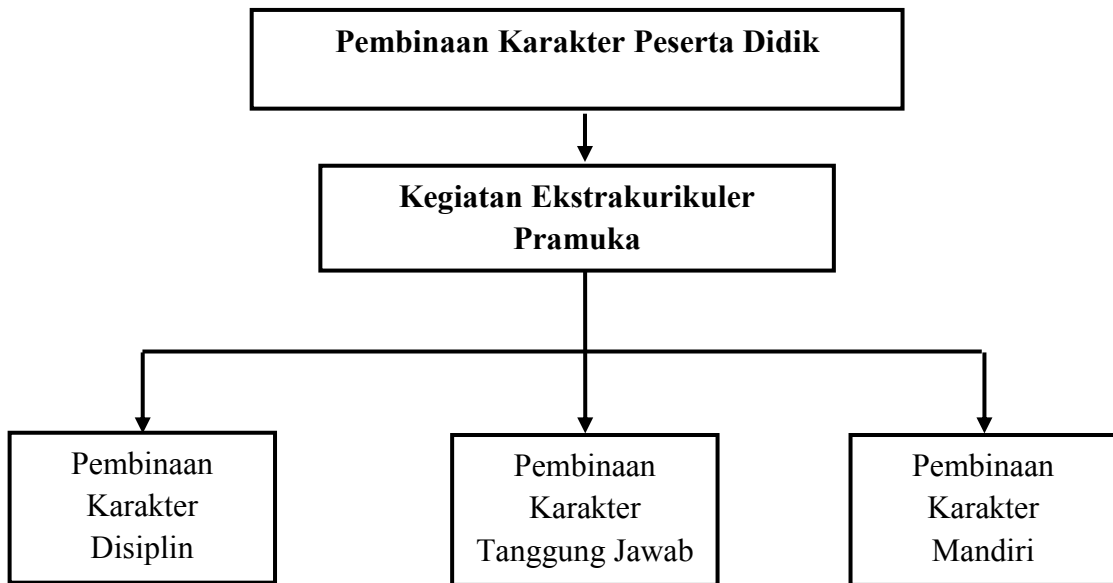 Pembinaan Karakter Peserta Didik
Kegiatan Ekstrakurikuler
Pramuka
Pembinaan
Karakter
Disiplin
Pembinaan
Karakter
Tanggung Jawab
Pembinaan
Karakter
Mandiri